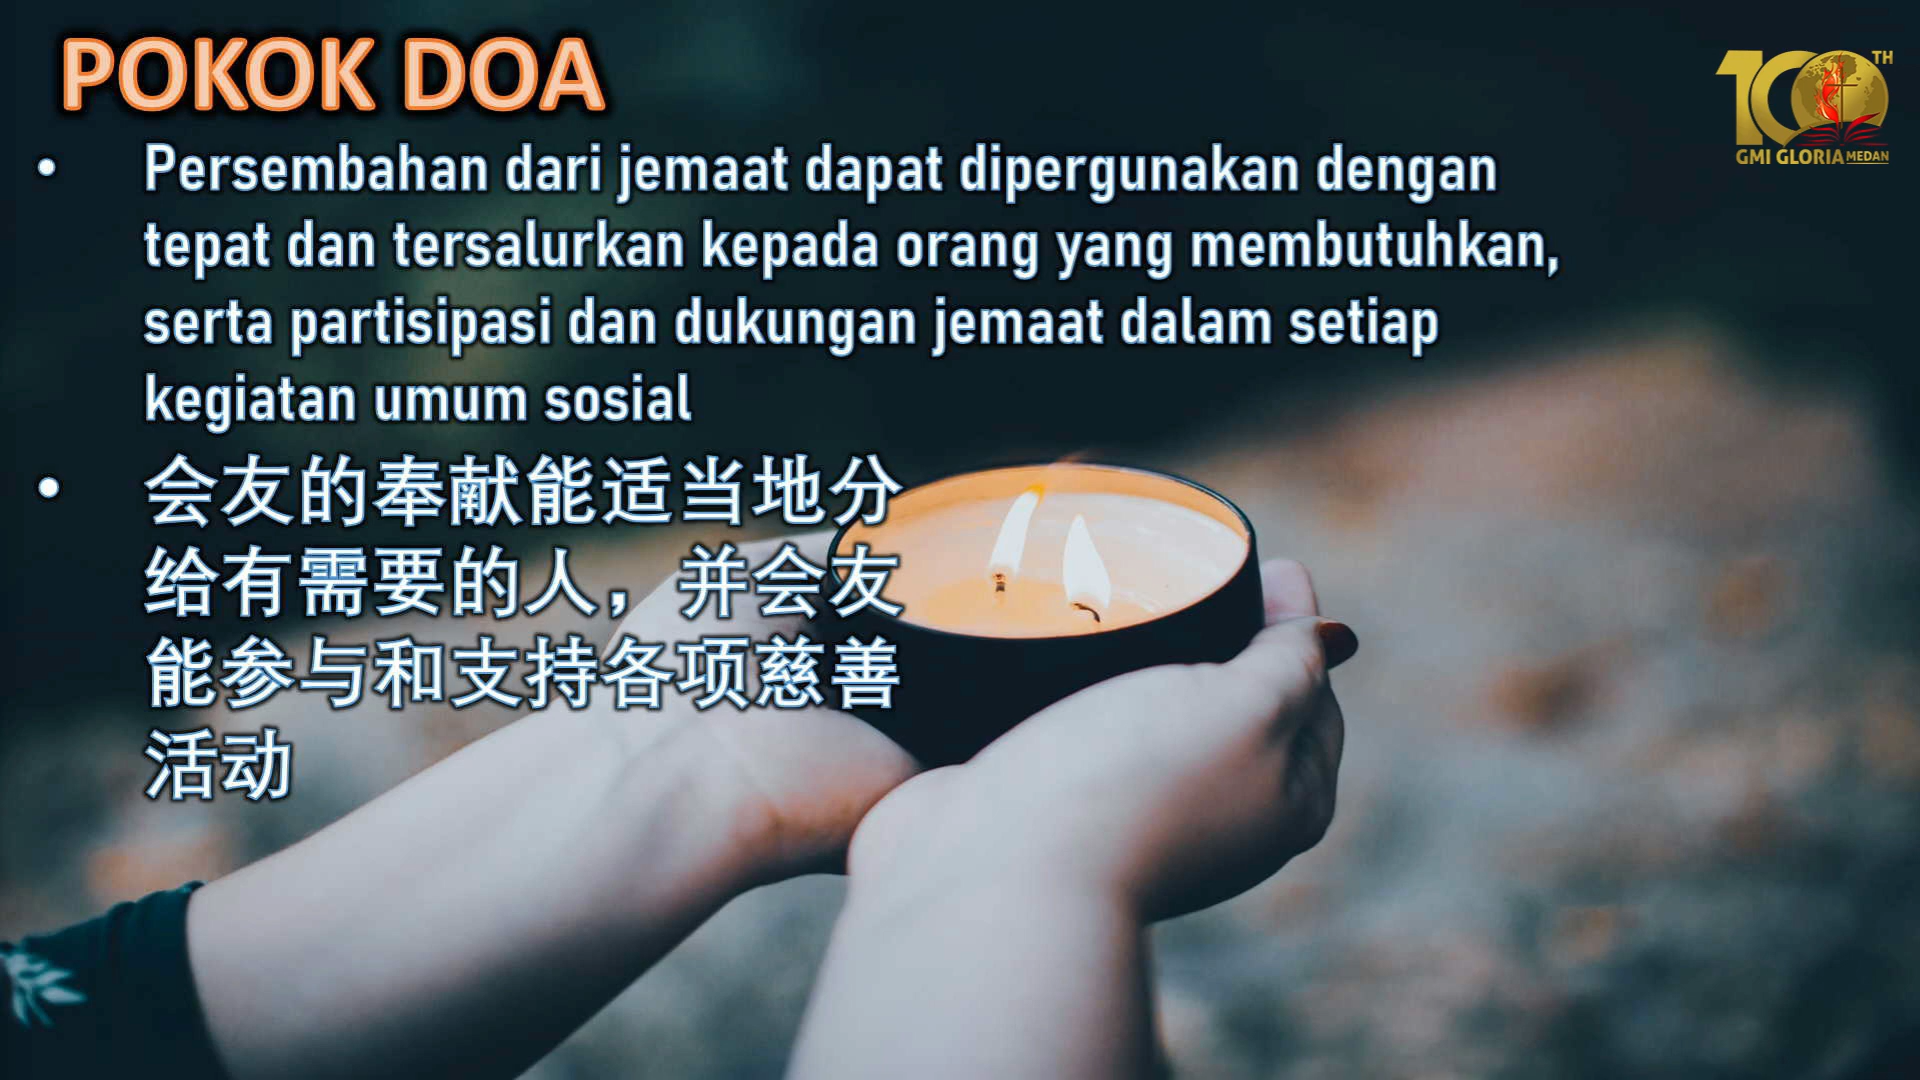 POKOK DOA
100TH
GMI GLORIA MEDAN
• Persembahan dari jemaat dapat dipergunakan dengan
tepat dan tersalurkan kepada orang yang membutuhkan,
serta partisipasi dan dukungan jemaat dalam setiap
kegiatan umum sosial
• 会友的奉献能适当地分
给有需要的人，并会友
能参与和支持各项慈善
活动